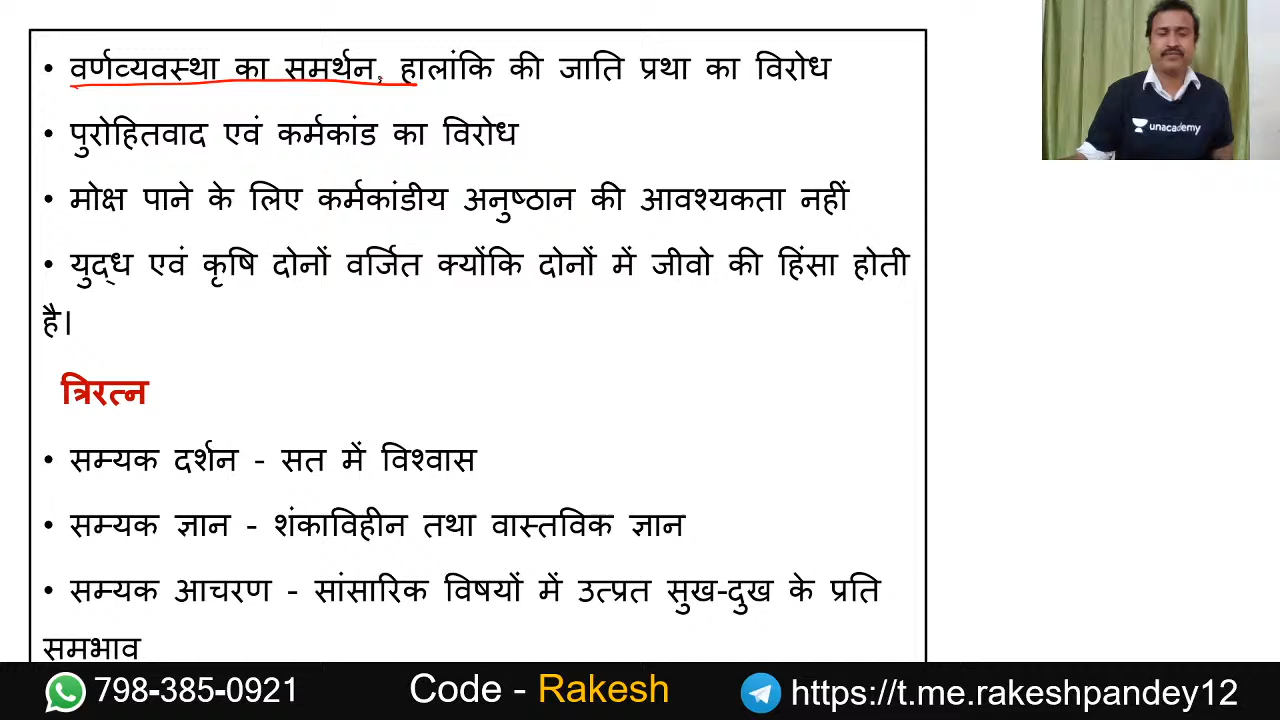 • वर्णव्यवस्था का समर्थन, हालांकि की जाति प्रथा का विरोध
unacademy
• पुरोहितवाद एवं कर्मकांड का विरोध
• मोक्ष पाने के लिए कर्मकांडीय अनुष्ठान की आवश्यकता नहीं
• युद्ध एवं कृषि दोनों वर्जित क्योंकि दोनों में जीवो की हिंसा होती
है।
त्रिरत्न
• सम्यक दर्शन - सत में विश्वास
• सम्यक ज्ञान - शंकाविहीन तथा वास्तविक ज्ञान
• सम्यक आचरण - सांसारिक विषयों में उत्प्रत सुख-दुख के प्रति
समभाव
798-385-0921 Code - Rakesh https://t.me.rakeshpandey12